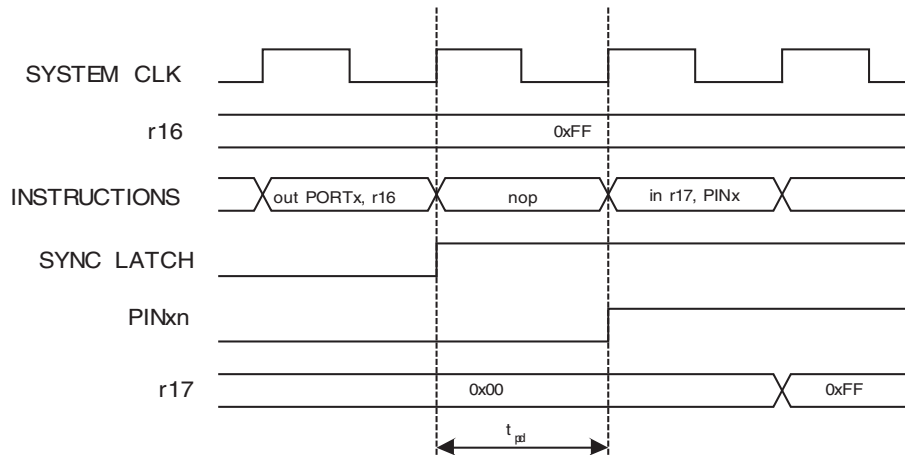 SYSTEM CLK
r16
0xFF
INSTRUCTIONS
out PORTx, r16
nop
in r17, PINx
SYNC LATCH
PINxn
r17
0x00
0xFF
t pd